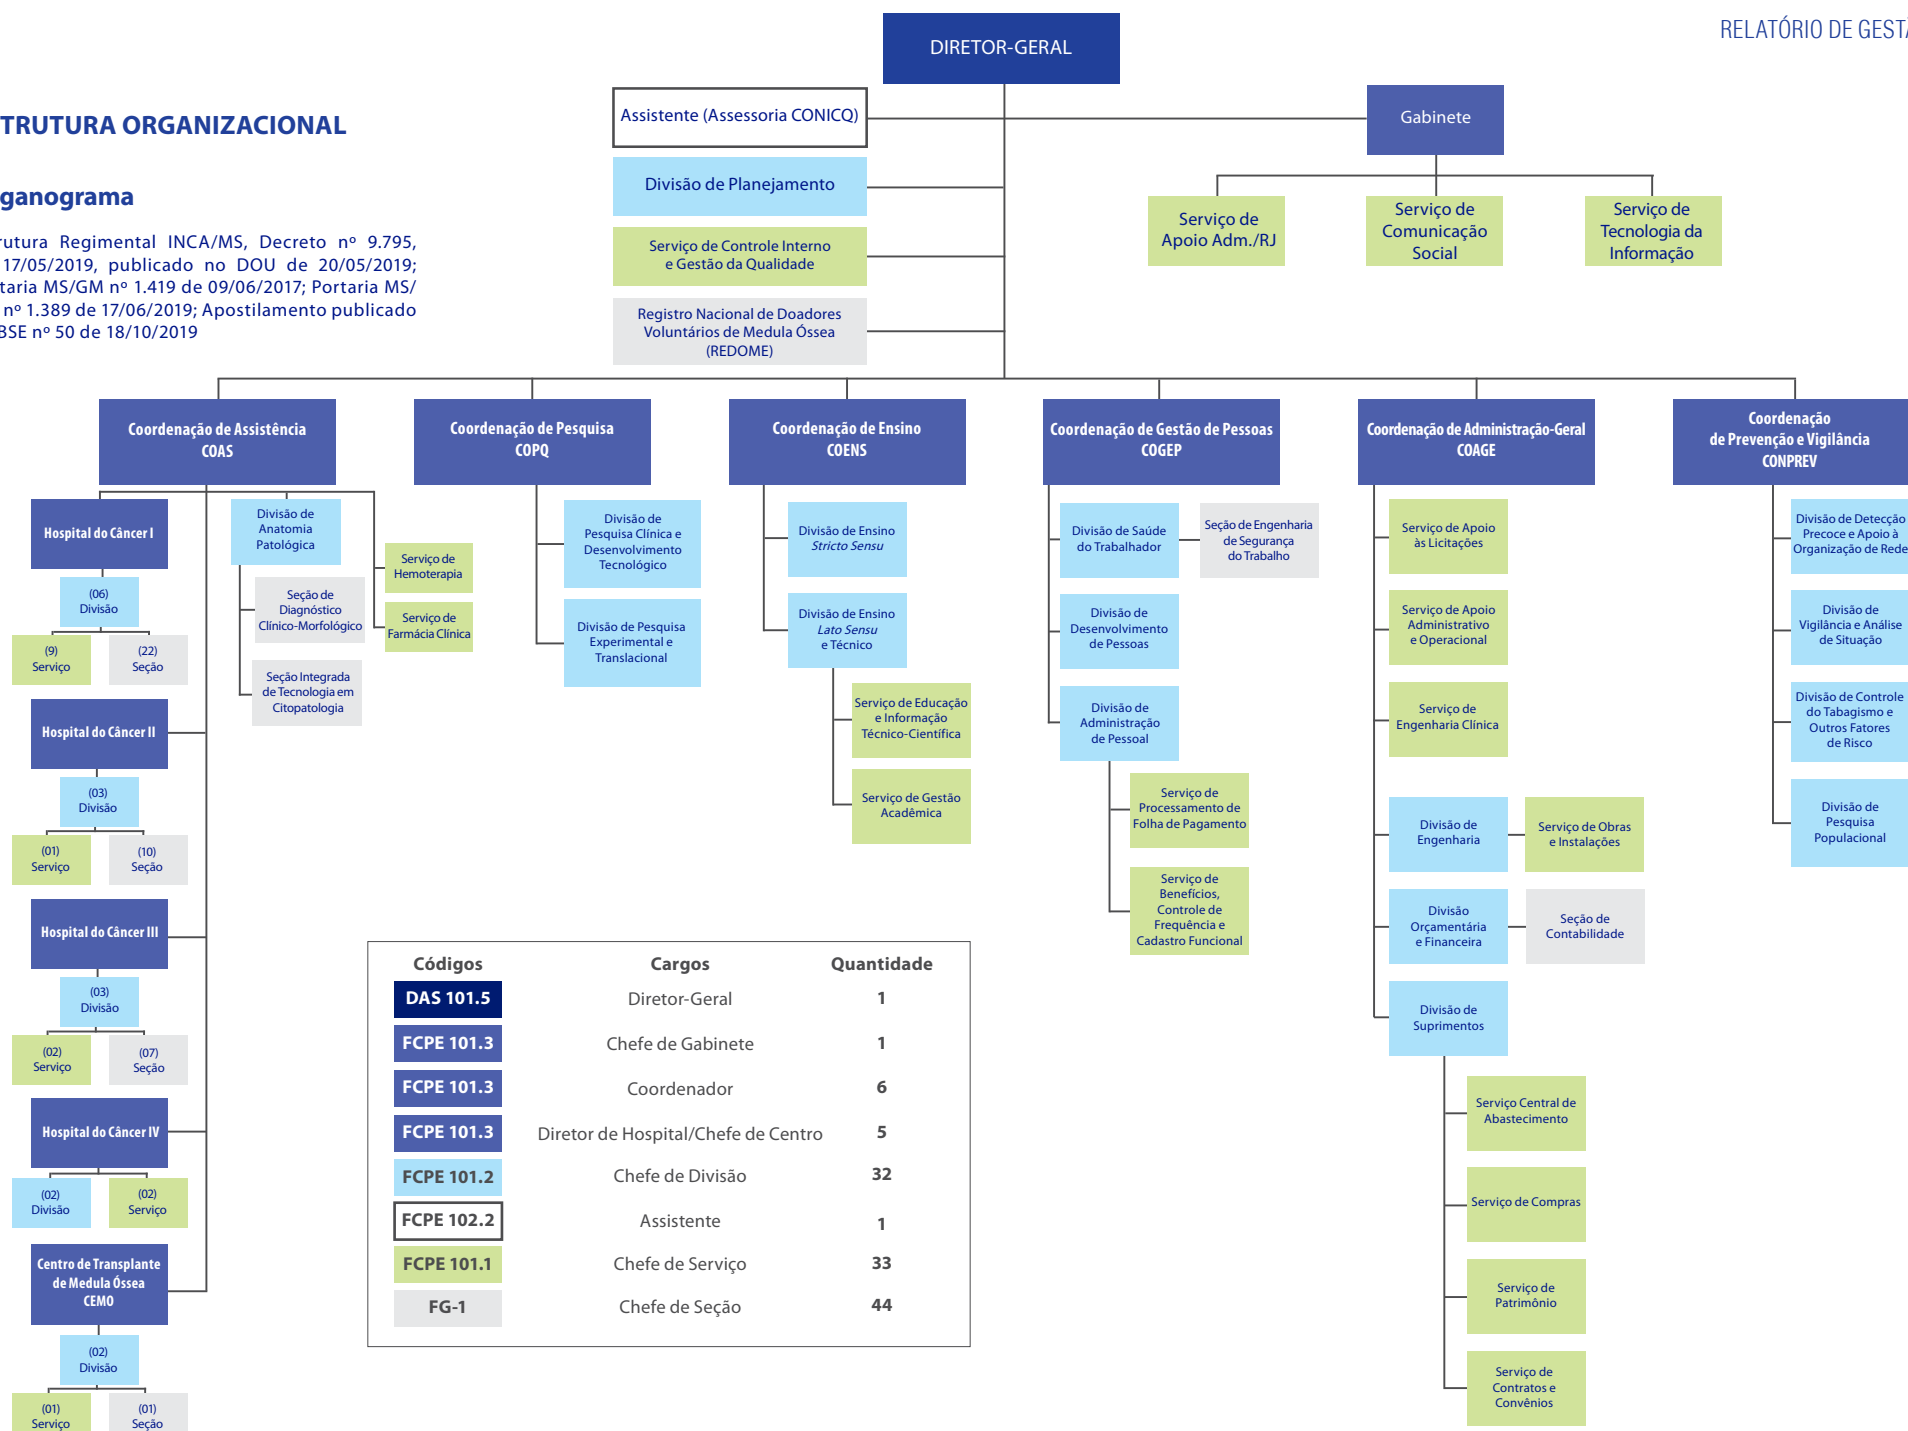 RELATÓRIO DE GESTÃ
DIRETOR-GERAL
Assistente (Assessoria CONICQ)
Gabinete
TRUTURA ORGANIZACIONAL
Divisão de Planejamento
ganograma
Serviço de
Apoio Adm./RJ
Serviço de
Comunicação
Social
Serviço de
Tecnologia da
Informação
rutura Regimental INCA/MS, Decreto nº 9.795,
17/05/2019, publicado no DOU de 20/05/2019;
taria MS/GM nº 1.419 de 09/06/2017; Portaria MS/
nº 1.389 de 17/06/2019; Apostilamento publicado
BSE nº 50 de 18/10/2019
Serviço de Controle Interno
e Gestão da Qualidade
Registro Nacional de Doadores
Voluntários de Medula Óssea
(REDOME)
Coordenação de Assistência
COAS
Coordenação de Pesquisa
COPQ
Coordenação de Ensino
COENS
Coordenação de Gestão de Pessoas
COGEP
Coordenação de Administração-Geral
COAGE
Coordenação
de Prevenção e Vigilância
CONPREV
Hospital do Câncer I
(06)
Divisão
(9)
Serviço
(22)
Seção
Hospital do Câncer II
(03)
Divisão
(01)
Serviço
(10)
Seção
Hospital do Câncer III
(03)
Divisão
(02)
Serviço
(07)
Seção
Hospital do Câncer IV
(02)
Divisão
(02)
Serviço
Centro de Transplante
de Medula Óssea
CEMO
(02)
Divisão
(01)
Serviço
(01)
Seção
Divisão de
Anatomia
Patológica
Seção de
Diagnóstico
Clínico-Morfológico
Seção Integrada
de Tecnologia em
Citopatologia
Serviço de
Hemoterapia
Serviço de
Farmácia Clínica
Divisão de
Pesquisa Clínica e
Desenvolvimento
Tecnológico
Divisão de Pesquisa
Experimental e
Translacional
Divisão de Ensino
Stricto Sensu
Divisão de Ensino
Lato Sensu
e Técnico
Serviço de Educação
e Informação
Técnico-Científica
Serviço de Gestão
Acadêmica
Divisão de Saúde
do Trabalhador
Seção de Engenharia
de Segurança
do Trabalho
Divisão de
Desenvolvimento
de Pessoas
Divisão de
Administração
de Pessoal
Serviço de
Processamento de
Folha de Pagamento
Serviço de
Benefícios,
Controle de
Frequência e
Cadastro Funcional
Serviço de Apoio
às Licitações
Serviço de Apoio
Administrativo
e Operacional
Serviço de
Engenharia Clínica
Divisão de
Engenharia
Serviço de Obras
e Instalações
Divisão
Orçamentária
e Financeira
Seção de
Contabilidade
Divisão de
Suprimentos
Serviço Central de
Abastecimento
Serviço de Compras
Serviço de
Patrimônio
Serviço de
Contratos e
Convênios
Divisão de Detecção
Precoce e Apoio à
Organização de Rede
Divisão de
Vigilância e Análise
de Situação
Divisão de Controle
do Tabagismo e
Outros Fatores
de Risco
Divisão de
Pesquisa
Populacional
Códigos Cargos Quantidade
DAS 101.5 Diretor-Geral 1
FCPE 101.3 Chefe de Gabinete 1
FCPE 101.3 Coordenador 6
FCPE 101.3 Diretor de Hospital/Chefe de Centro 5
FCPE 101.2 Chefe de Divisão 32
FCPE 102.2 Assistente 1
FCPE 101.1 Chefe de Serviço 33
FG-1 Chefe de Seção 44